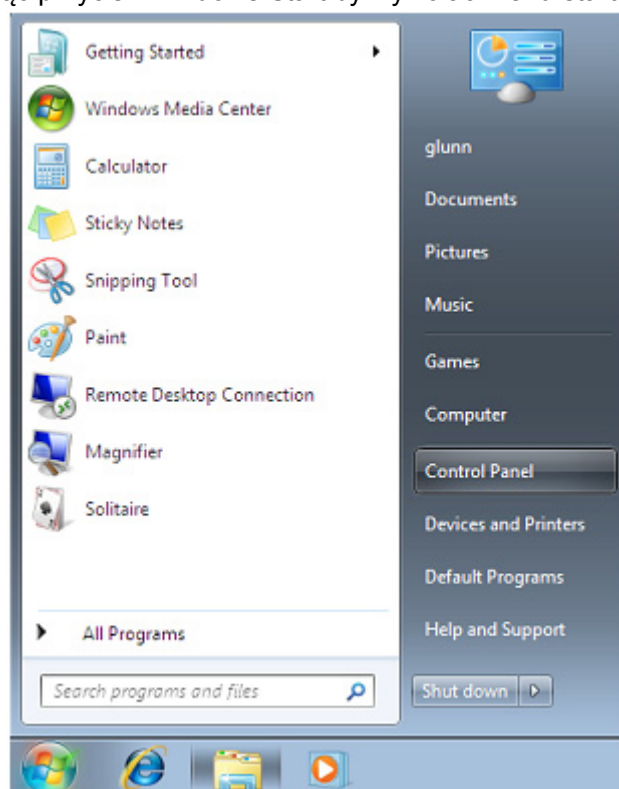 Getting Started
Windows Media Center
Calculator
Sticky Notes
Snipping Tool
Paint
Remote Desktop Connection
Magnifier
Solitaire
All Programs
Search programs and files
glunn
Documents
Pictures
Music
Games
Computer
Control Panel
Devices and Printers
Default Programs
Help and Support
Shut down